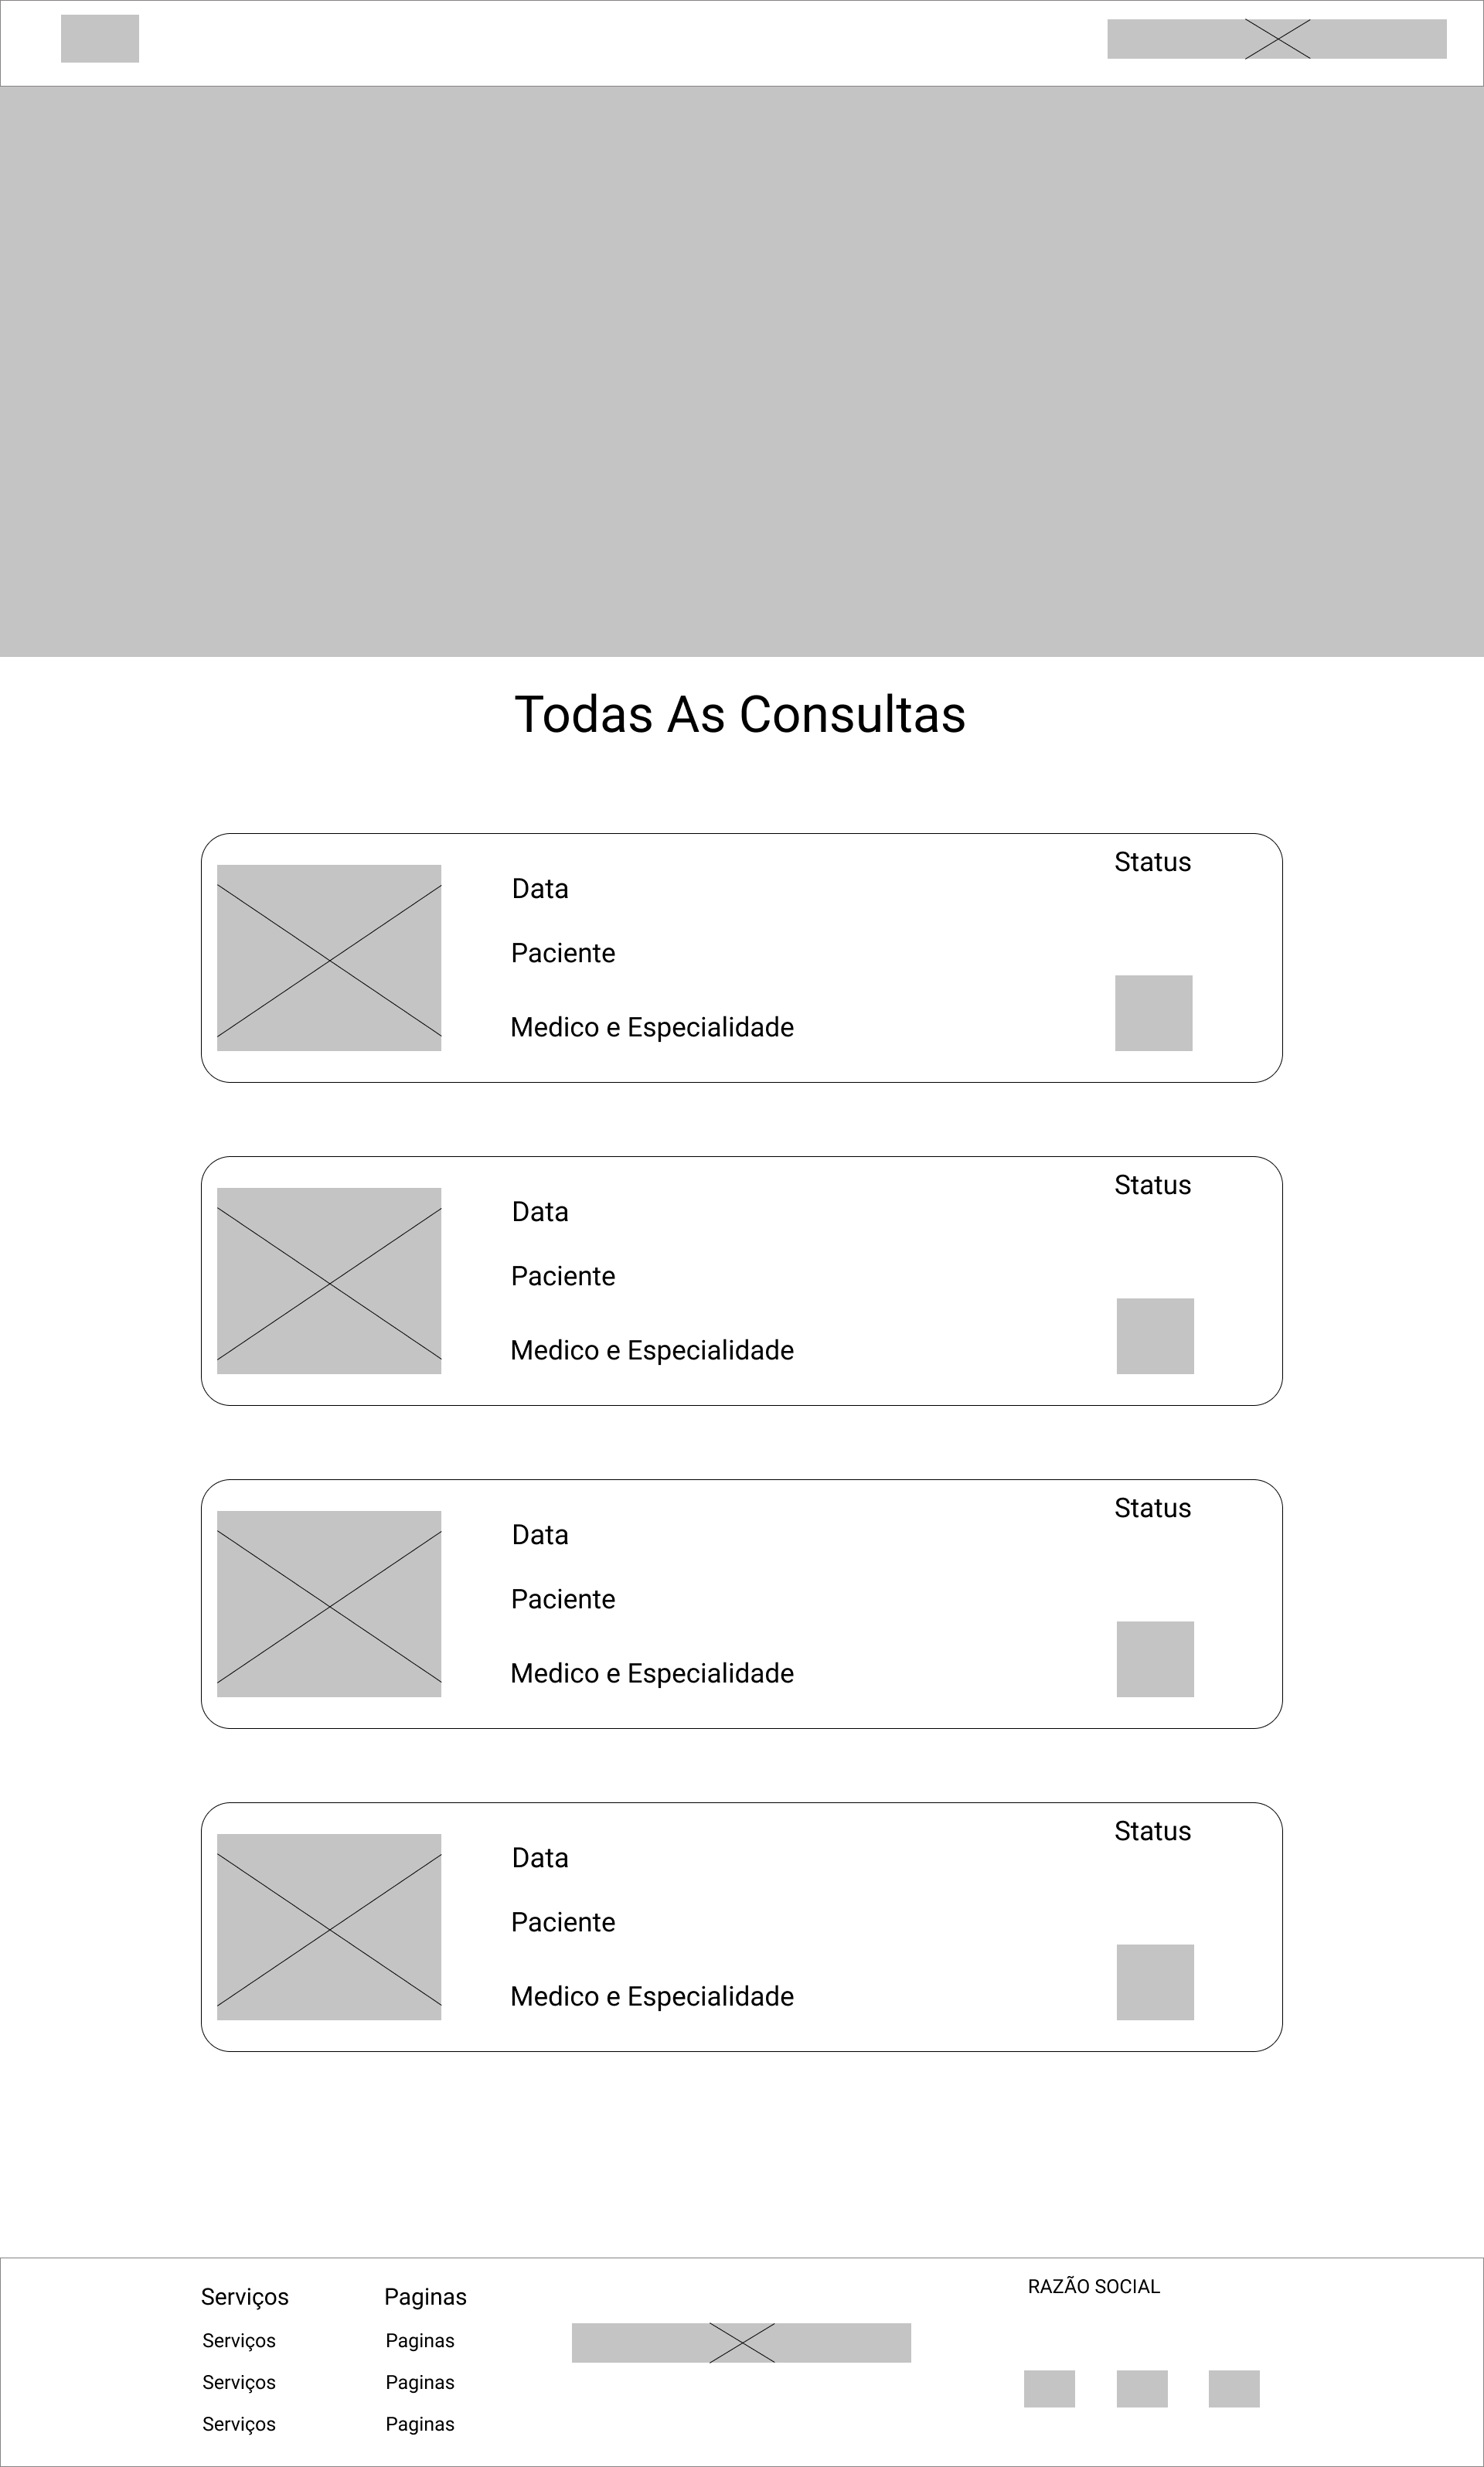 Todas As Consultas
Status
Data
Paciente
Medico e Especialidade
Status
Data
Paciente
Medico e Especialidade
Status
Data
Paciente
Medico e Especialidade
Status
Data
Paciente
Medico e Especialidade
Serviços
Serviços
Serviços
Serviços
Paginas
Paginas
Paginas
Paginas
RAZÃO SOCIAL